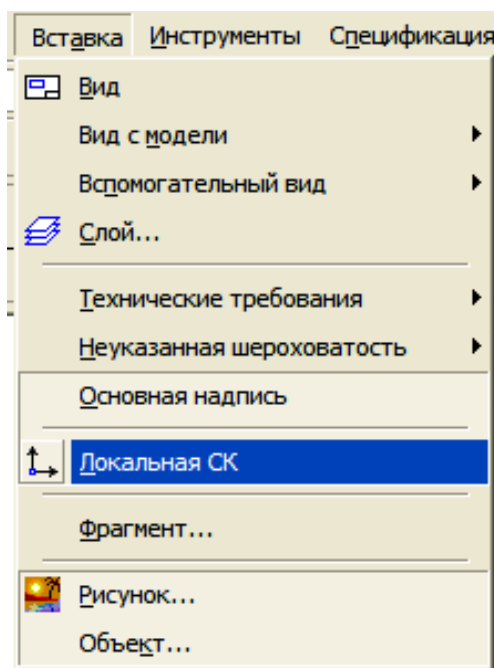 Вставка Инструменты Спецификация
Вид
Вид с модели
Вспомогательный вид
Слой...
Технические требования
Неуказанная шероховатость
Основная надпись
Локальная СК
Фрагмент...
Рисунок...
Объект...